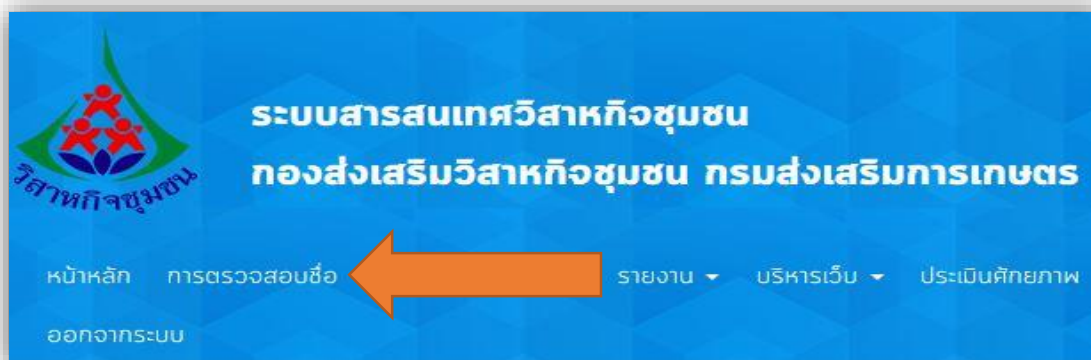 ระบบสารสนเทศวิสาหกิจชุมชน
กองส่งเสริมวิสาหกิจชุมชน กรมส่งเสริมการเกษตร
วิสาหกิจชุมชน
หน้าหลัก การตรวจสอบชื่อ รายงาน บริหารเว็บ ประเมินศักยภาพ
ออกจากระบบ